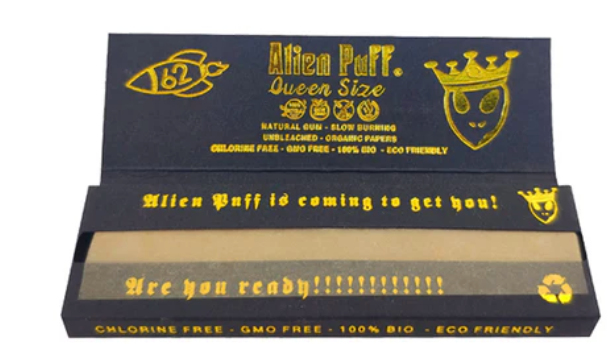 62
Alien Puff.
Queen Size
NATURAL GUM - SLOW BURNING
UNBLEACHED - ORGANIC PAPERS
CHLORINE FREE - GMO FREE - 100% BIO - ECO FRIENDLY
Alien Puff is coming to get you!
Are you ready!!!!!!!!!!!!
CHLORINE FREE - GMO FREE - 100% BIO - ECO FRIENDLY